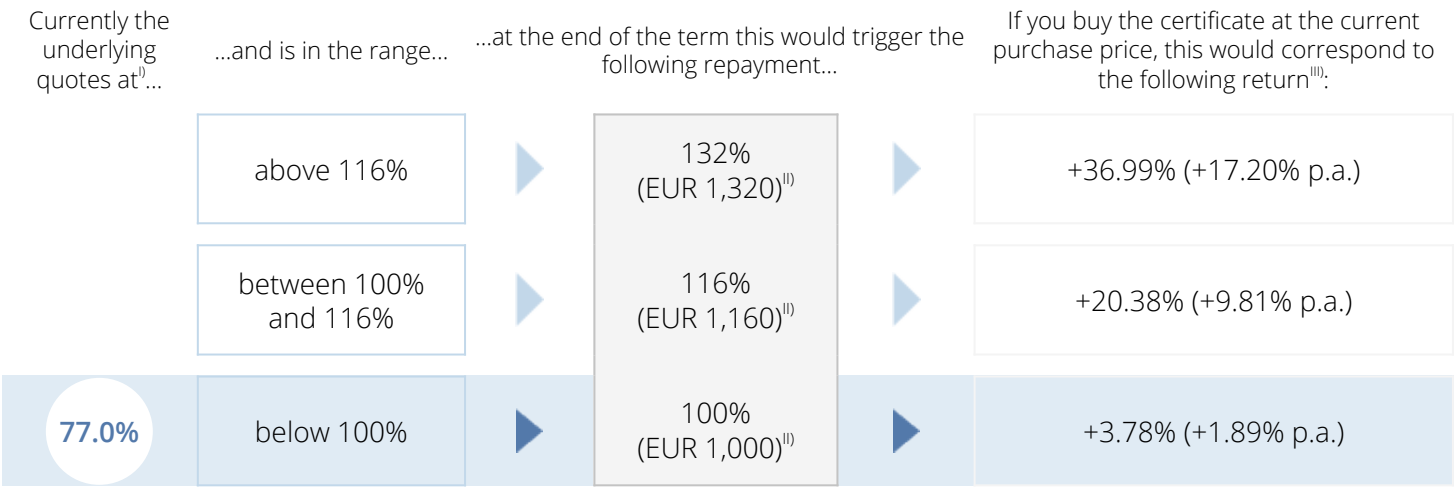 Currently the
underlying
quotes atᴵ⁾...
...and is in the range...
...at the end of the term this would trigger the
following repayment...
If you buy the certificate at the current
purchase price, this would correspond to
the following returnᴵᴵᴵ⁾:
above 116%
132%
(EUR 1,320)ᴵᴵ⁾
+36.99% (+17.20% p.a.)
between 100%
and 116%
116%
(EUR 1,160)ᴵᴵ⁾
+20.38% (+9.81% p.a.)
77.0%
below 100%
100%
(EUR 1,000)ᴵᴵ⁾
+3.78% (+1.89% p.a.)